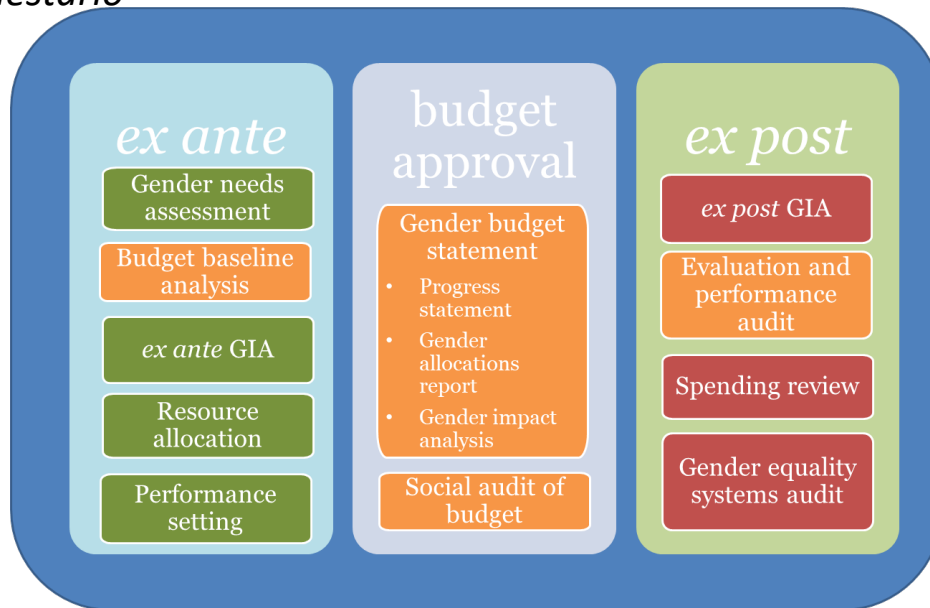 ex ante
Gender needs
assessment
Budget baseline
analysis
ex ante GIA
Resource
allocation
Performance
setting
budget
approval
Gender budget
statement
• Progress
statement
• Gender
allocations
report
• Gender impact
analysis
Social audit of
budget
ex post
ex post GIA
Evaluation and
performance
audit
Spending review
Gender equality
systems audit